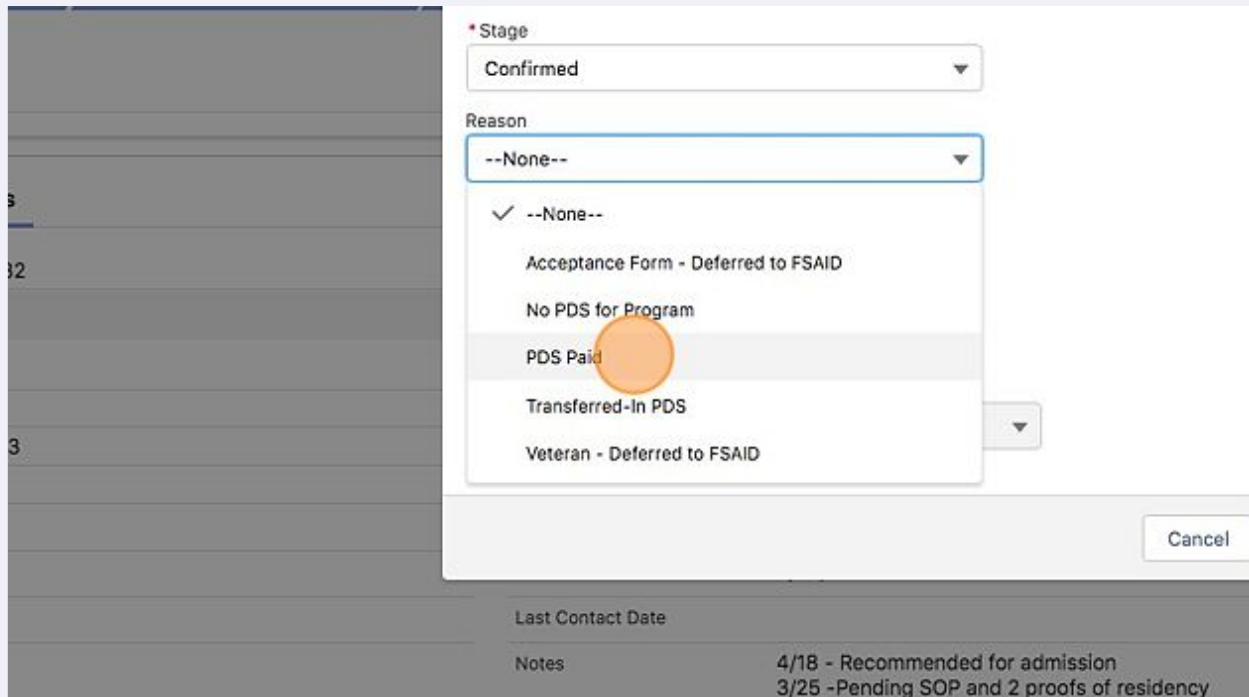 *Stage
Confirmed
Reason
--None--
--None--
Acceptance Form - Deferred to FSAID
No PDS for Program
PDS Paid
Transferred-In PDS
Veteran - Deferred to FSAID
s
32
3
Cancel
Last Contact Date
Notes
4/18 - Recommended for admission
3/25 -Pending SOP and 2 proofs of residency